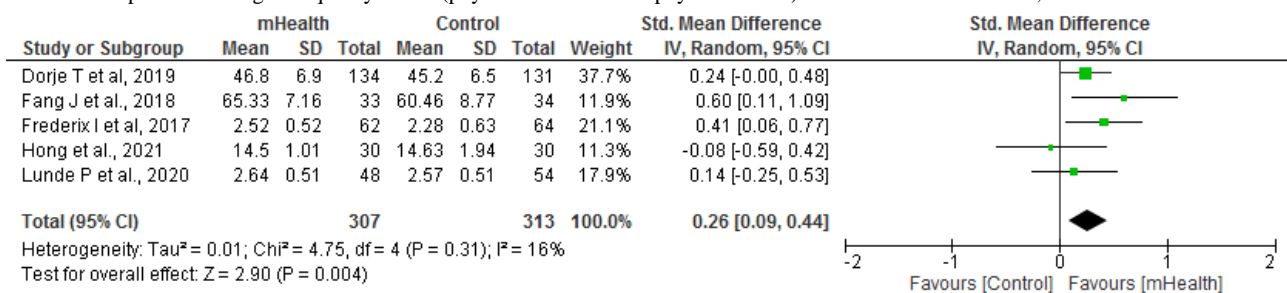 mHealth Control Std. Mean Difference Std. Mean Difference
Study or Subgroup Mean SD Total Mean SD Total Weight IV, Random, 95% CI IV, Random, 95% CI
Dorje T et al, 2019 46.8 6.9 134 45.2 6.5 131 37.7% 0.24 [-0.00, 0.48]
Fang J et al., 2018 65.33 7.16 33 60.46 8.77 34 11.9% 0.60 [0.11, 1.09]
Frederix I et al, 2017 2.52 0.52 62 2.28 0.63 64 21.1% 0.41 [0.06, 0.77]
Hong et al., 2021 14.5 1.01 30 14.63 1.94 30 11.3% -0.08 [-0.59, 0.42]
Lunde P et al., 2020 2.64 0.51 48 2.57 0.51 54 17.9% 0.14 [-0.25, 0.53]
Total (95% CI) 307 313 100.0% 0.26 [0.09, 0.44]
Heterogeneity: Tau² = 0.01; Chi² = 4.75, df = 4 (P = 0.31); I² = 16%
Test for overall effect: Z = 2.90 (P = 0.004)
-2 -1 0 1 2
Favours [Control] Favours [mHealth]